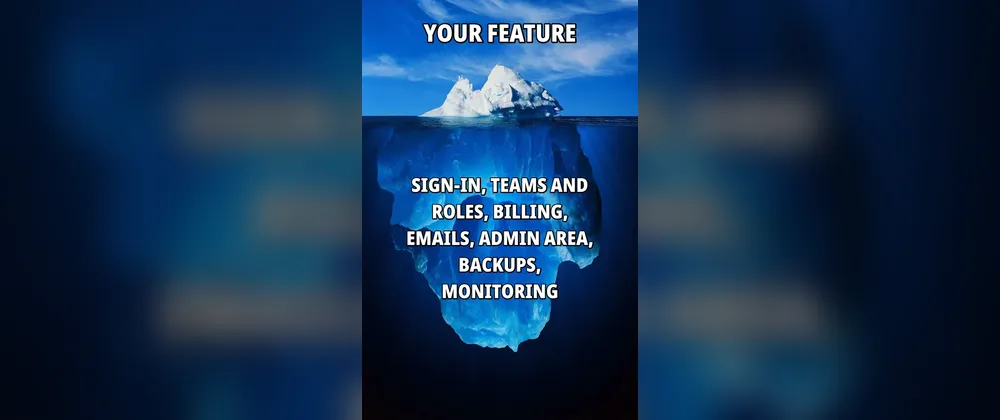 YOUR FEATURE
SIGN-IN, TEAMS AND
ROLES, BILLING,
EMAILS, ADMIN AREA,
BACKUPS,
MONITORING